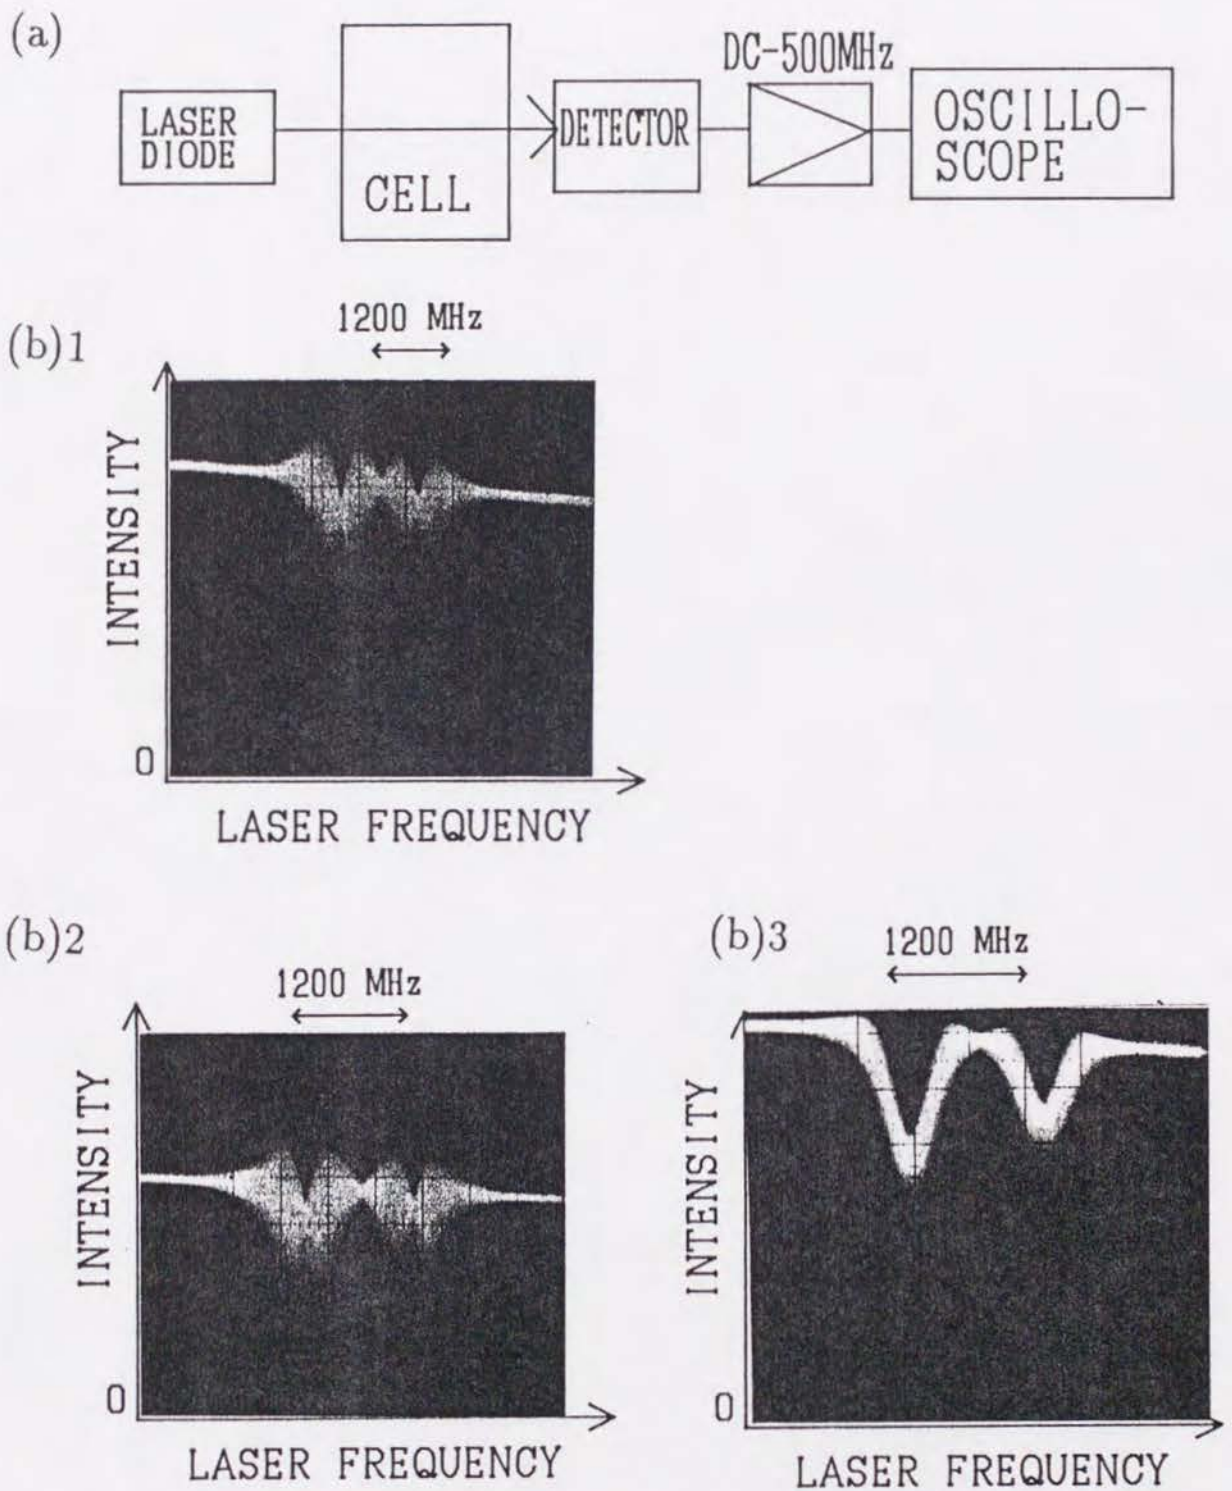 (a)
LASER
DIODE
CELL
DETECTOR
DC-500MHz
OSCILLO-
SCOPE
(b)1
1200 MHz
INTENSITY
0
LASER FREQUENCY
(b)2
1200 MHz
INTENSITY
0
LASER FREQUENCY
(b)3
1200 MHz
INTENSITY
0
LASER FREQUENCY